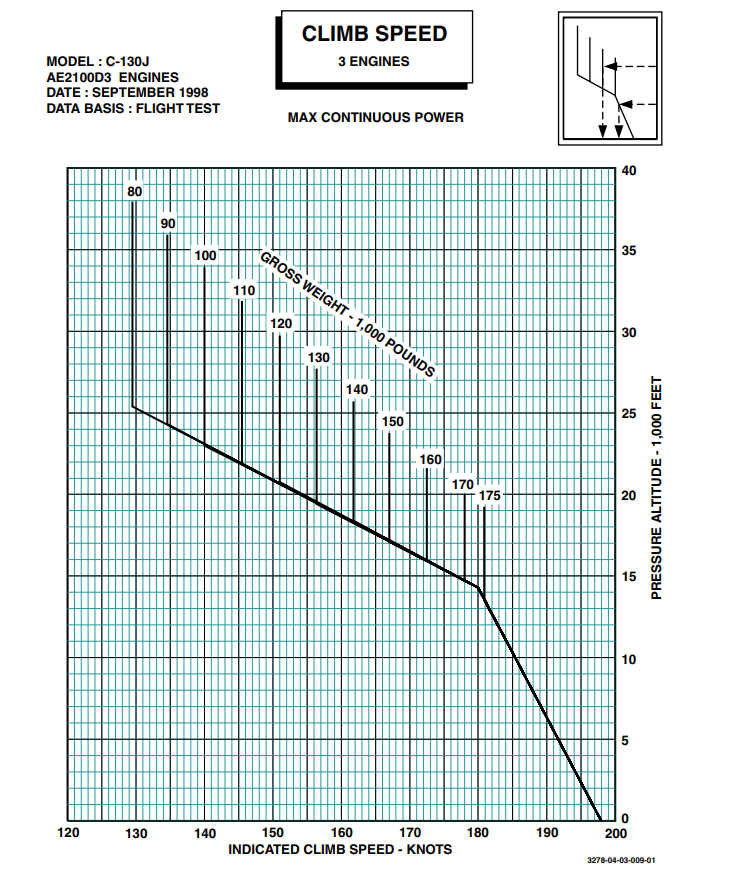 CLIMB SPEED
3 ENGINES
MODEL : C-130J
AE2100D3 ENGINES
DATE : SEPTEMBER 1998
DATA BASIS : FLIGHT TEST
MAX CONTINUOUS POWER
80
90
100
110
120
130
140
150
160
170
175
GROSS WEIGHT - 1,000 POUNDS
40
35
30
25
20
15
10
5
0
PRESSURE ALTITUDE - 1,000 FEET
120 130 140 150 160 170 180 190 200
INDICATED CLIMB SPEED - KNOTS
3278-04-03-009-01